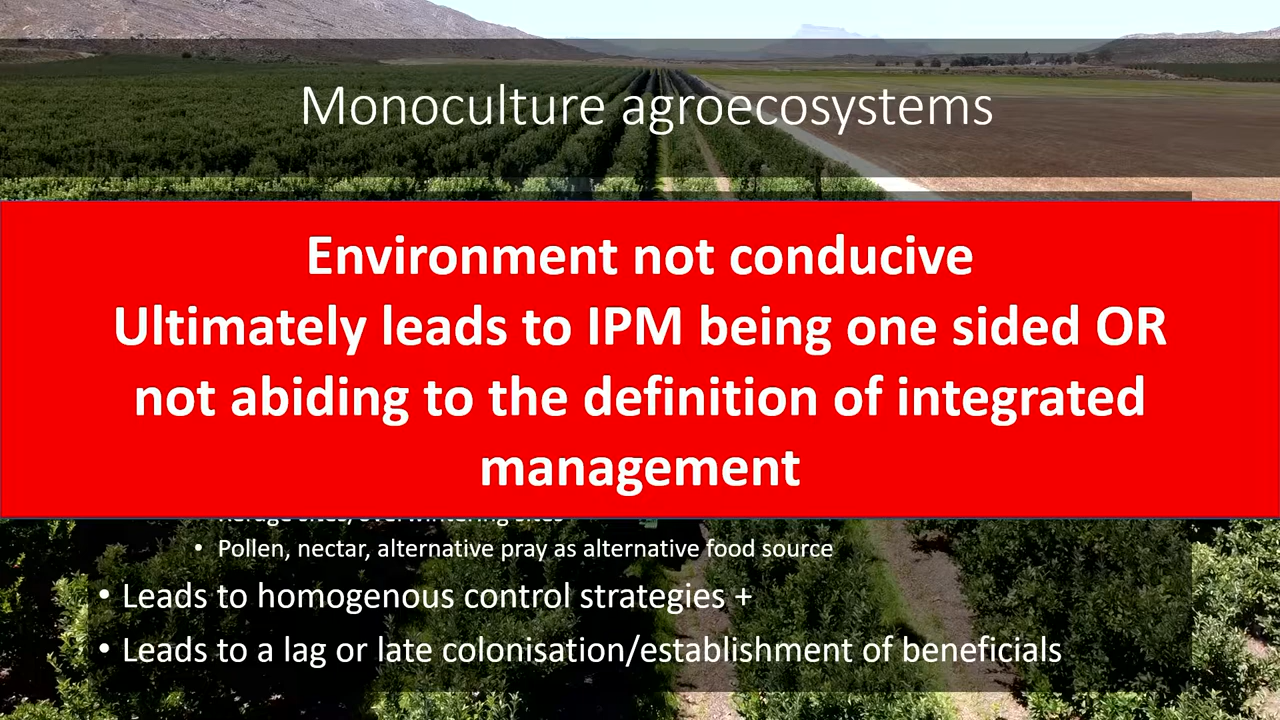 Monoculture agroecosystems
Environment not conducive
Ultimately leads to IPM being one sided OR
not abiding to the definition of integrated
management
• Pollen, nectar, alternative pray as alternative food source
• Leads to homogenous control strategies +
• Leads to a lag or late colonisation/establishment of beneficials